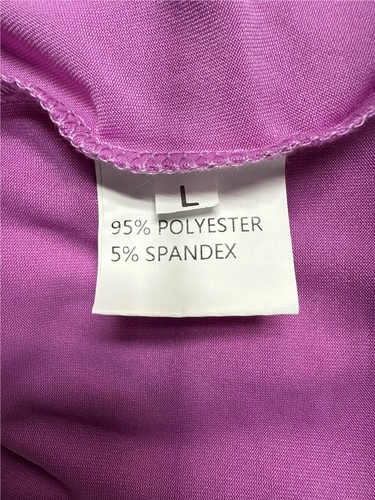 L
95% POLYESTER
5% SPANDEX